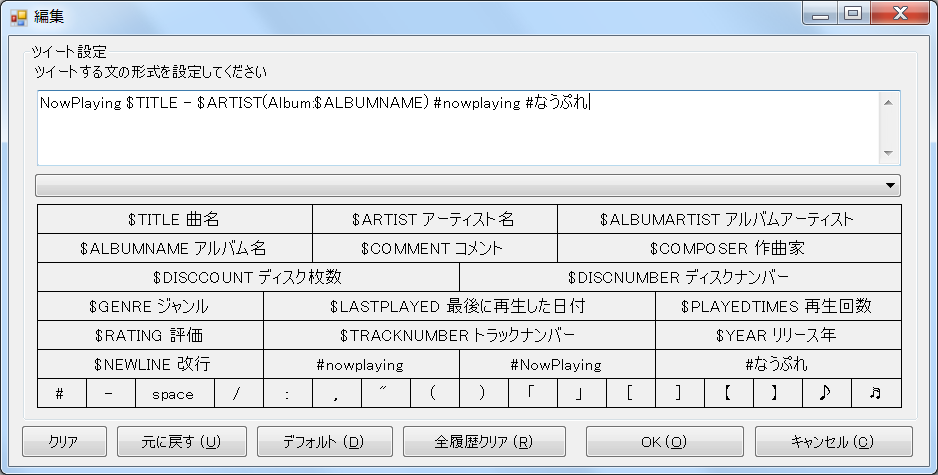 編集
ツイート設定
ツイートする文の形式を設定してください
NowPlaying $TITLE - $ARTIST(Album:$ALBUMNAME) #nowplaying #なうぷれ
$TITLE 曲名 $ARTIST アーティスト名 $ALBUMARTIST アルバムアーティスト
$ALBUMNAME アルバム名 $COMMENT コメント $COMPOSER 作曲家
$DISCCOUNT ディスク枚数 $DISCNUMBER ディスクナンバー
$GENRE ジャンル $LASTPLAYED 最後に再生した日付 $PLAYEDTIMES 再生回数
$RATING 評価 $TRACKNUMBER トラックナンバー $YEAR リリース年
$NEWLINE 改行 #nowplaying #NowPlaying #なうぷれ
# - space / : , ” ( ) 「 」 [ ] 【 】 ♪ ♬
クリア 元に戻す (U) デフォルト (D) 全履歴クリア (R) OK (O) キャンセル (C)